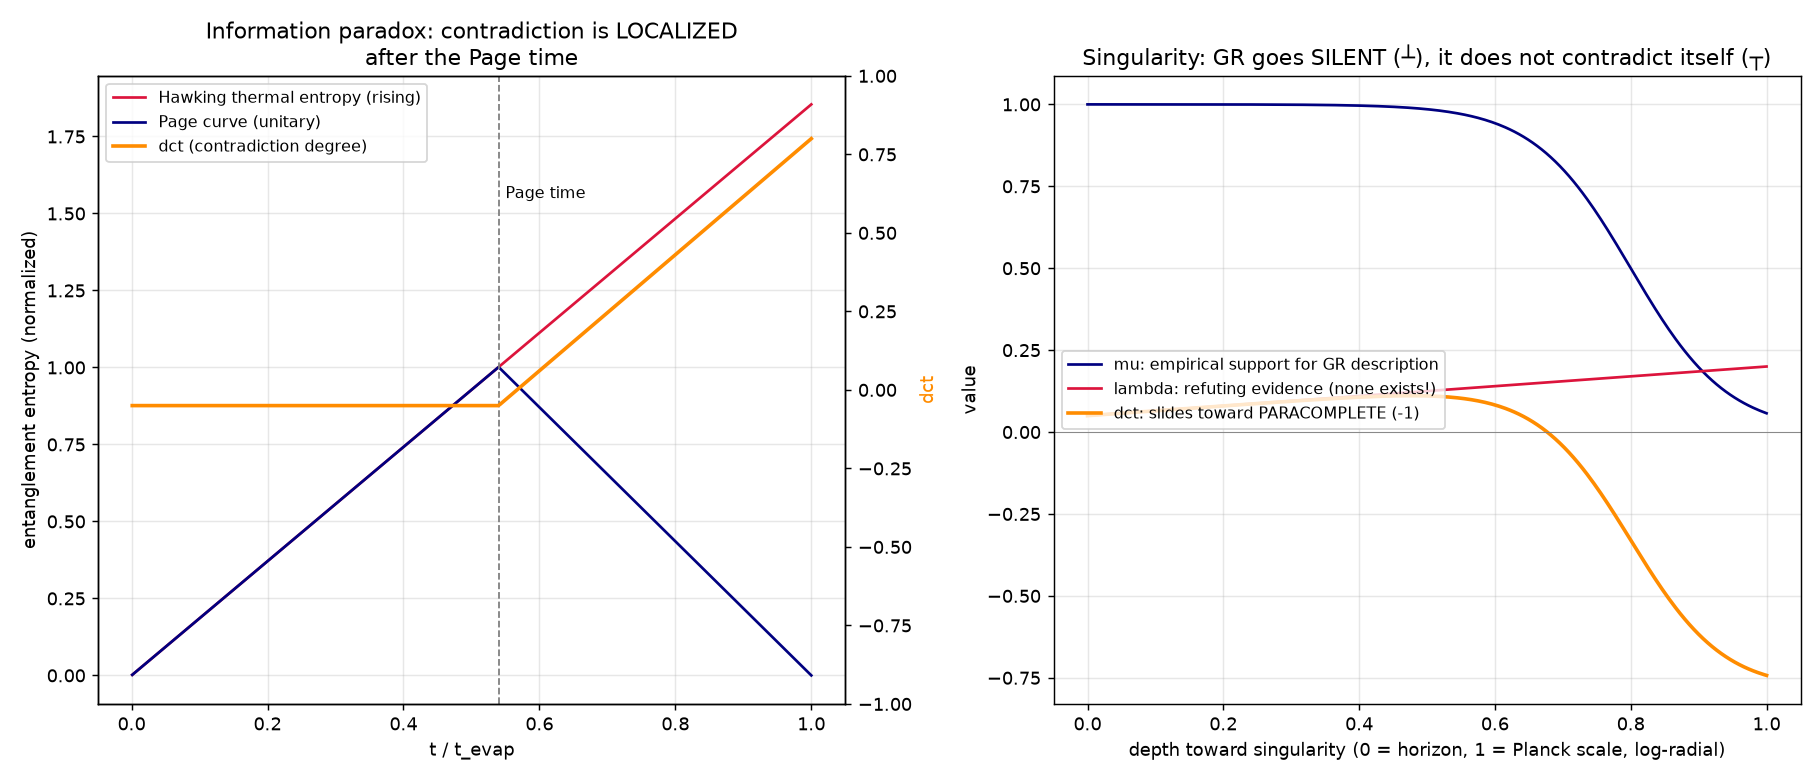 Information paradox: contradiction is LOCALIZED
after the Page time
Hawking thermal entropy (rising)
Page curve (unitary)
dct (contradiction degree)
Page time
entanglement entropy (normalized)
1.75
1.50
1.25
1.00
0.75
0.50
0.25
0.00
1.00
0.75
0.50
0.25
0.00
−0.25
−0.50
−0.75
−1.00
dct
0.0 0.2 0.4 0.6 0.8 1.0
t / t_evap
Singularity: GR goes SILENT (┴), it does not contradict itself (┬)
value
1.00
0.75
0.50
0.25
0.00
−0.25
−0.50
−0.75
mu: empirical support for GR description
lambda: refuting evidence (none exists!)
dct: slides toward PARACOMPLETE (-1)
0.0 0.2 0.4 0.6 0.8 1.0
depth toward singularity (0 = horizon, 1 = Planck scale, log-radial)